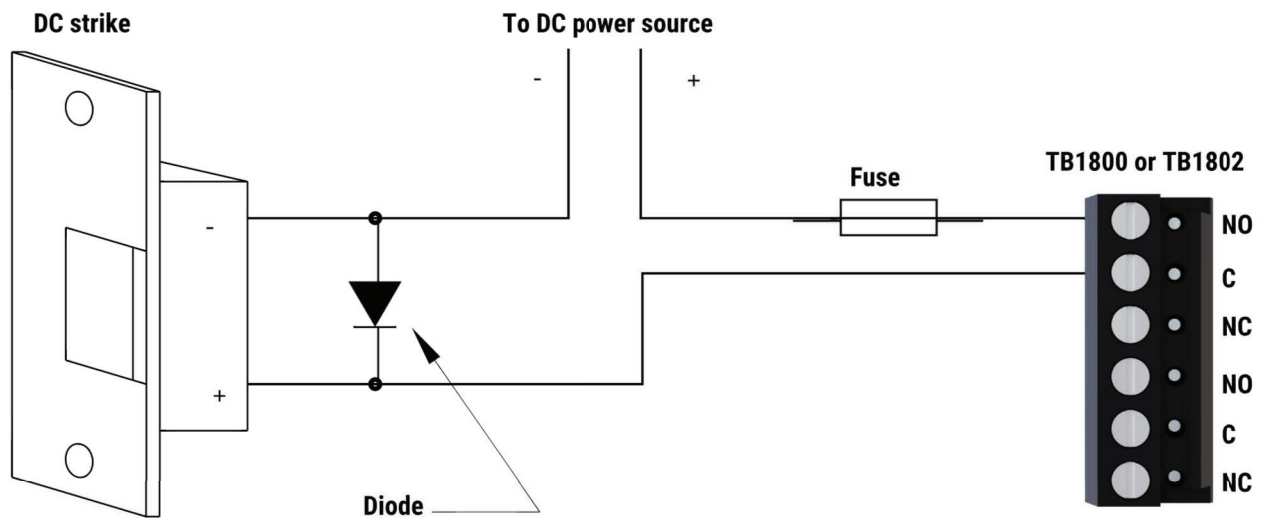 DC strike
To DC power source
-
+
TB1800 or TB1802
Fuse
NO
-
C
NC
NO
+
C
NC
Diode